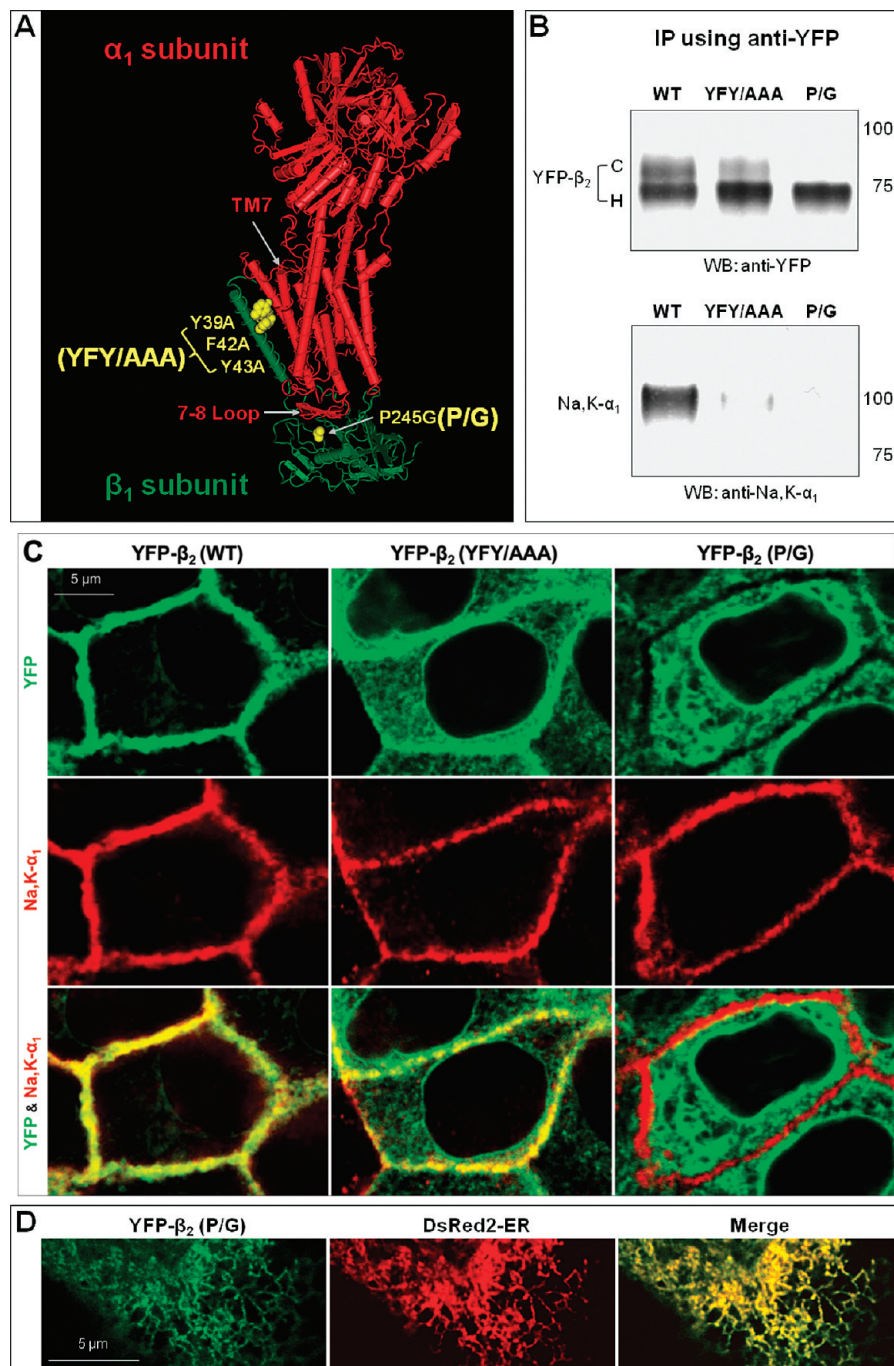 A
α₁ subunit
TM7
Y39A
F42A
Y43A
(YFY/AAA)
7-8 Loop
P245G(P/G)
β₁ subunit
B
IP using anti-YFP
WT YFY/AAA P/G
100
YFP-β₂
C
75
H
WB: anti-YFP
WT YFY/AAA P/G
100
Na,K-α₁
75
WB: anti-Na,K-α₁
C
YFP-β₂ (WT) YFP-β₂ (YFY/AAA) YFP-β₂ (P/G)
5 µm
YFP
Na,K-α₁
YFP & Na,K-α₁
D
YFP-β₂ (P/G) DsRed2-ER Merge
5 µm